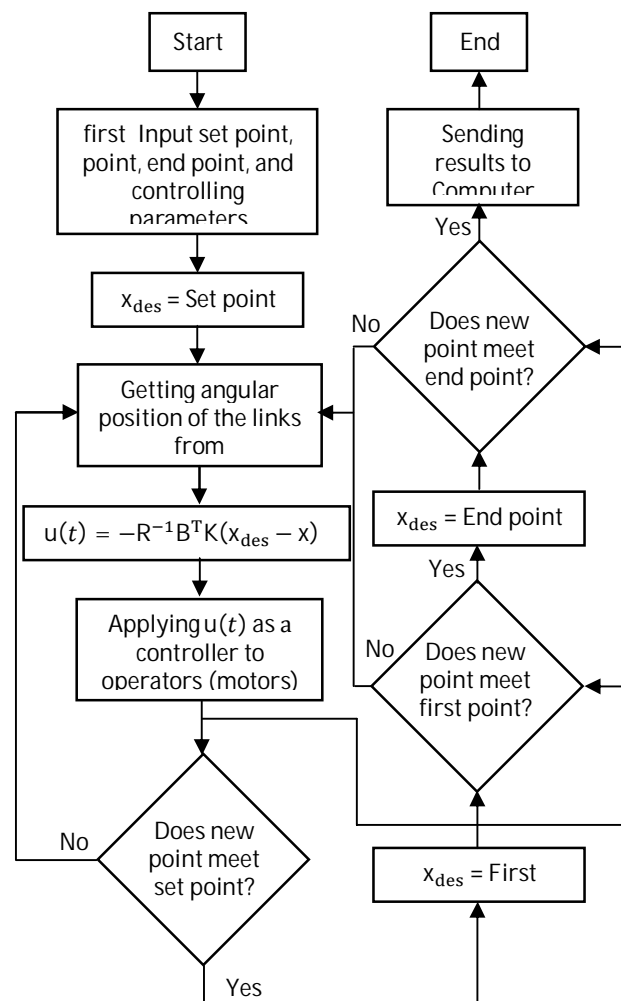 Start
first Input set point,
point, end point, and
controlling
parameters
x_des = Set point
Getting angular
position of the links
from
u(t) = −R⁻¹BᵀK(x_des − x)
Applying u(t) as a
controller to
operators (motors)
No
Does new
point meet
set point?
Yes
x_des = First
Does new
point meet
first point?
No
Yes
x_des = End point
Does new
point meet
end point?
No
Yes
Sending
results to
Computer
End